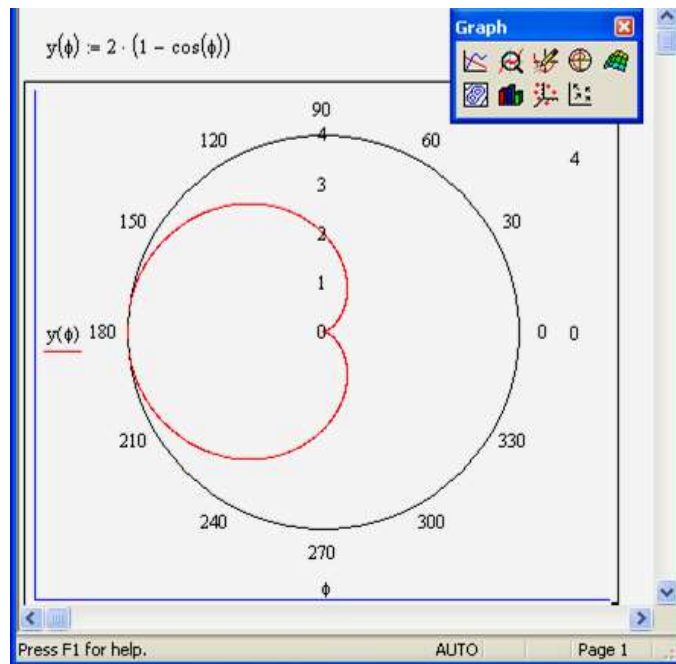 y(ϕ) := 2 · (1 − cos(ϕ))
Graph
90
120
4
60
4
3
150
30
2
1
y(ϕ)
180
0
0
0
210
330
240
300
270
ϕ
Press F1 for help.
AUTO
Page 1